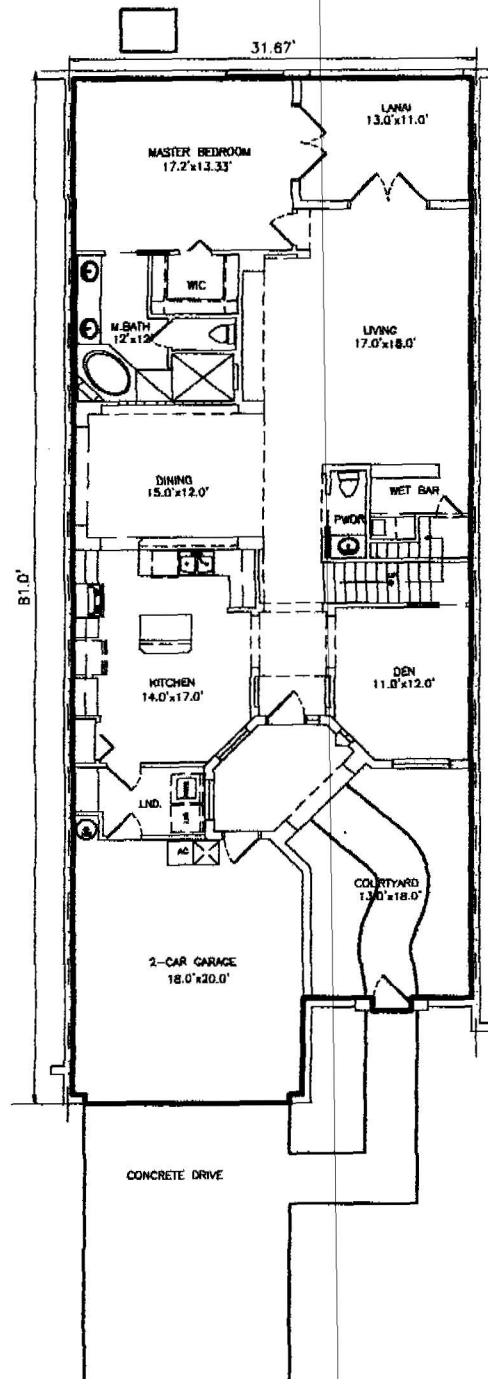 31.67'
LANAI
13.0'x11.0'
MASTER BEDROOM
17.2'x13.33'
WIC
M.BATH
12'x12'
LIVING
17.0'x18.0'
DINING
15.0'x12.0'
WET BAR
PWDR
81.0'
DEN
11.0'x12.0'
KITCHEN
14.0'x17.0'
LND.
AC
COURTYARD
13.0'x18.0'
2-CAR GARAGE
18.0'x20.0'
CONCRETE DRIVE